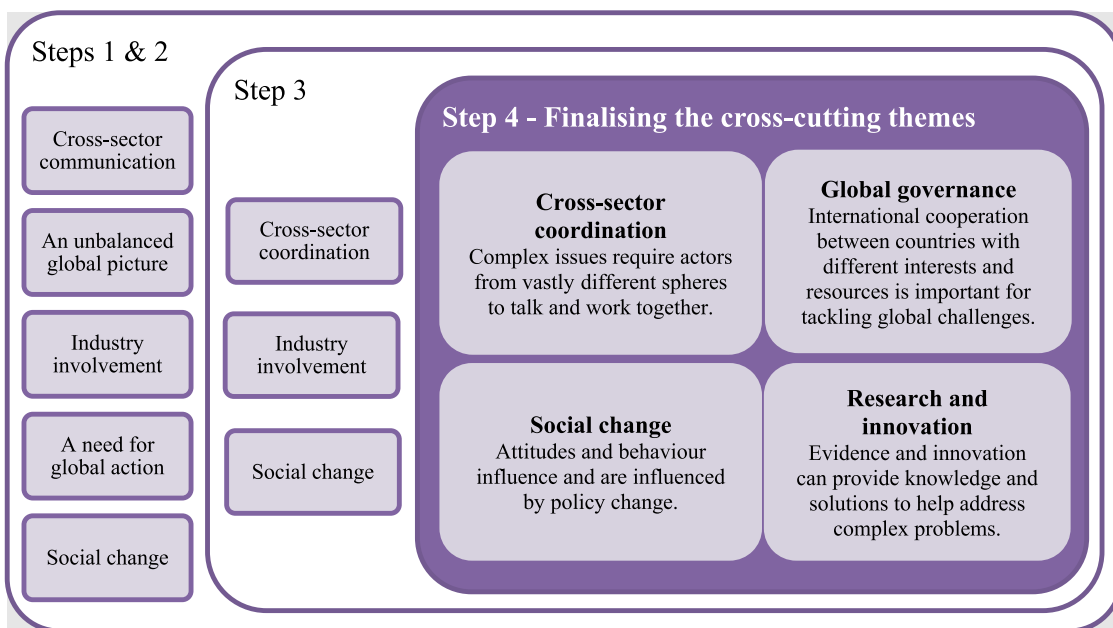 Steps 1 & 2
Cross-sector
communication
An unbalanced
global picture
Industry
involvement
A need for
global action
Social change
Step 3
Cross-sector
coordination
Industry
involvement
Social change
Step 4 - Finalising the cross-cutting themes
Cross-sector
coordination
Complex issues require actors
from vastly different spheres
to talk and work together.
Global governance
International cooperation
between countries with
different interests and
resources is important for
tackling global challenges.
Social change
Attitudes and behaviour
influence and are influenced
by policy change.
Research and
innovation
Evidence and innovation
can provide knowledge and
solutions to help address
complex problems.